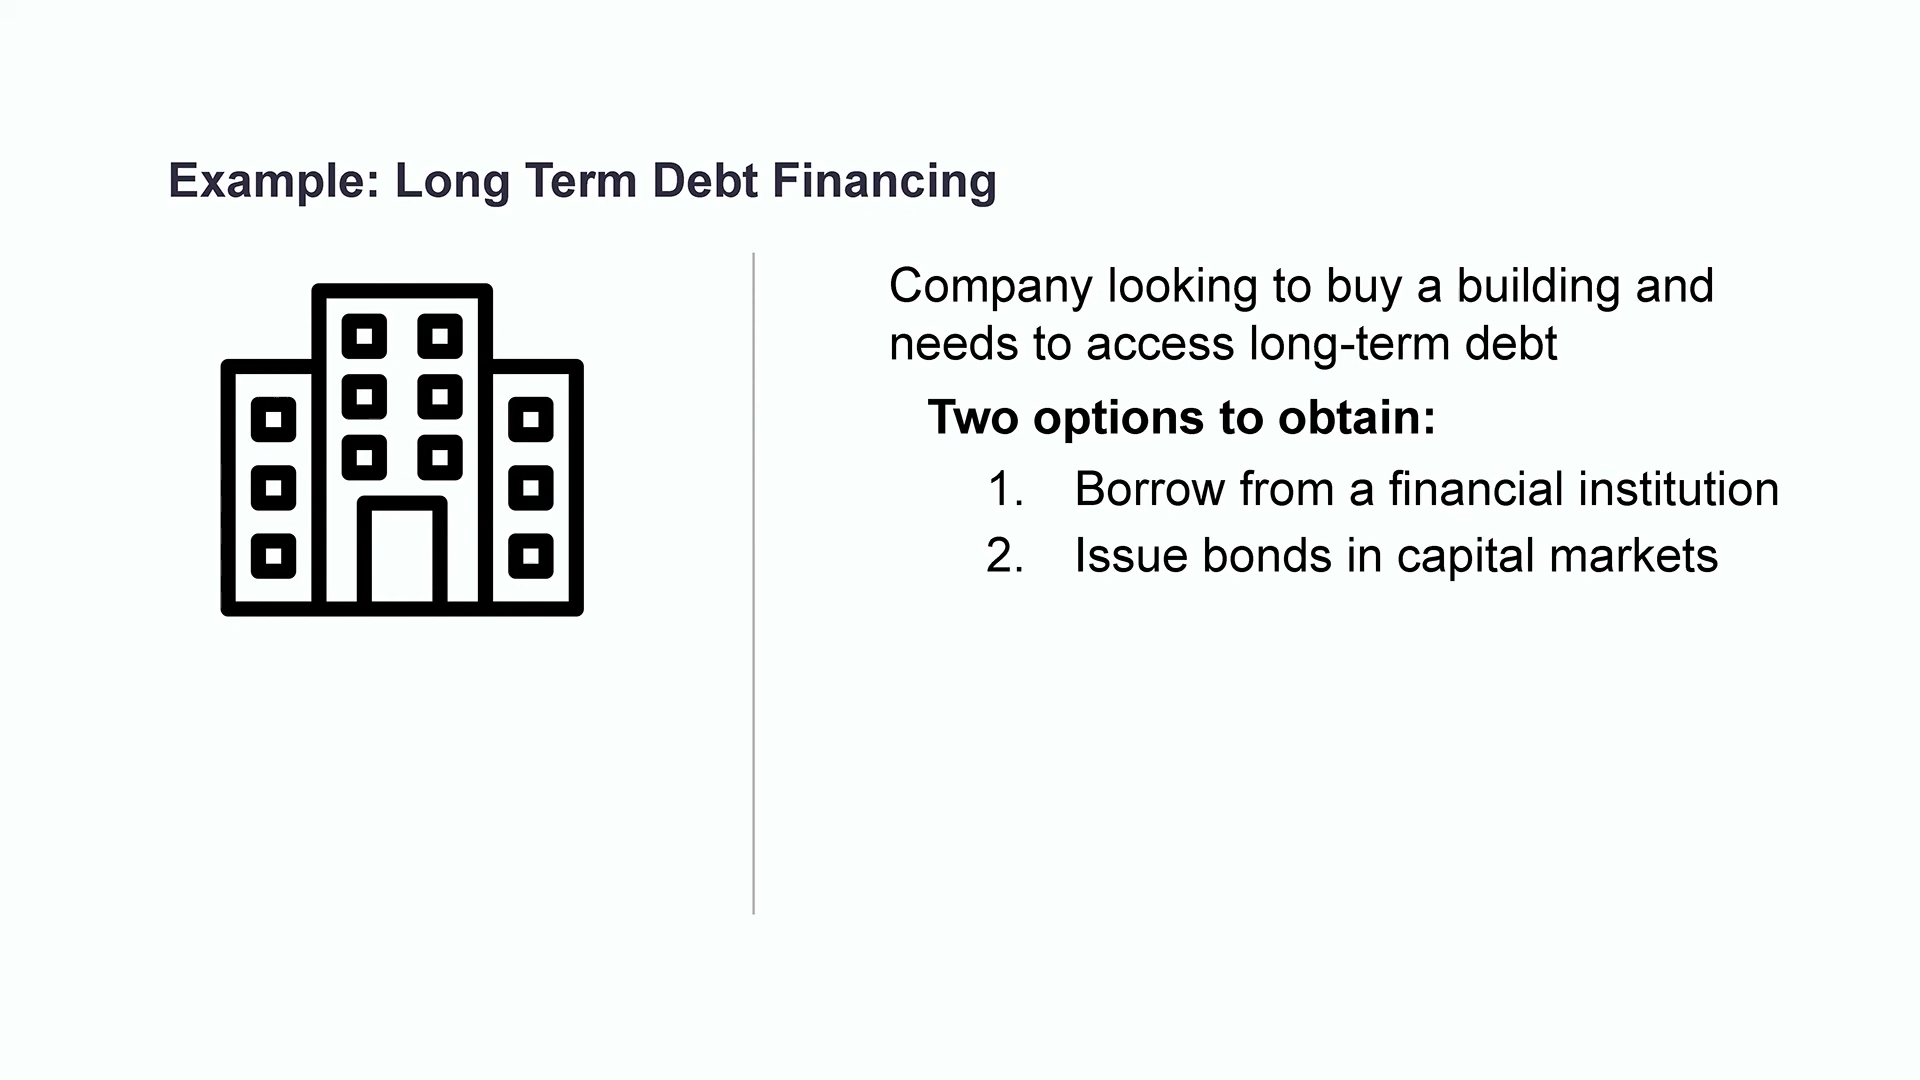 Example: Long Term Debt Financing
Company looking to buy a building and
needs to access long-term debt
Two options to obtain:
1. Borrow from a financial institution
2. Issue bonds in capital markets